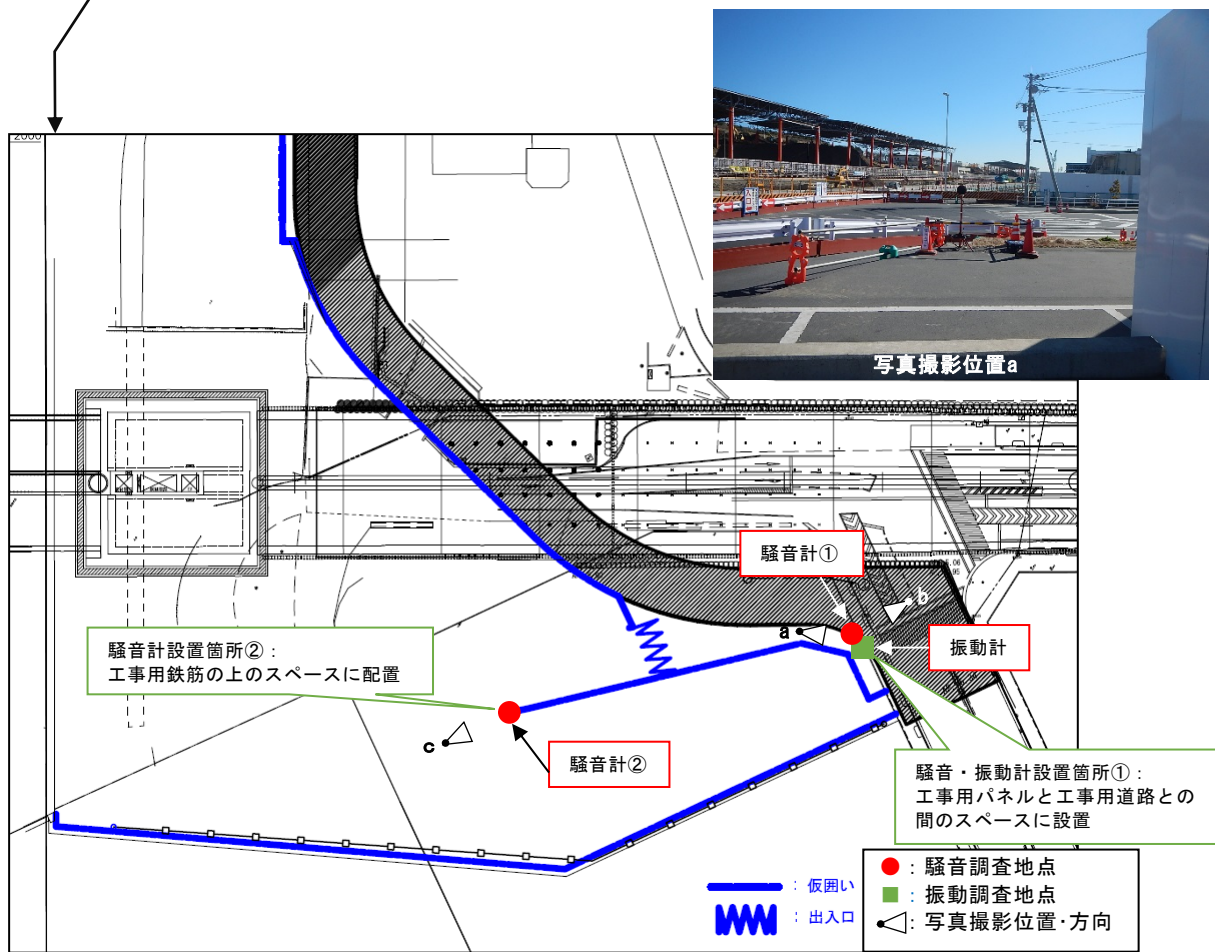 2000
写真撮影位置a
騒音計①
b
a
振動計
騒音計設置箇所②：
工事用鉄筋の上のスペースに配置
c
騒音計②
騒音・振動計設置箇所①：
工事用パネルと工事用道路との
間のスペースに設置
：仮囲い
：出入口
：騒音調査地点
：振動調査地点
：写真撮影位置・方向